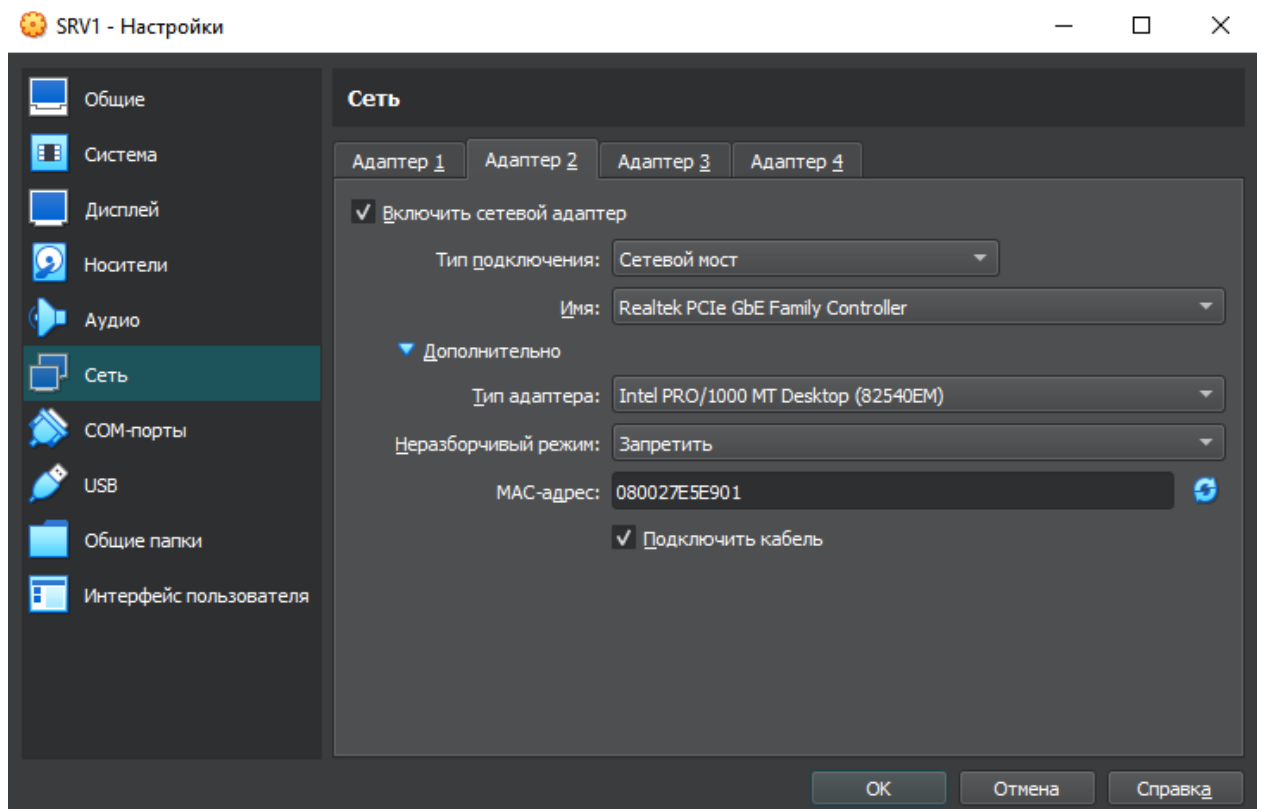 SRV1 - Настройки
Общие
Система
Дисплей
Носители
Аудио
Сеть
COM-порты
USB
Общие папки
Интерфейс пользователя
Сеть
Адаптер 1 Адаптер 2 Адаптер 3 Адаптер 4
Включить сетевой адаптер
Тип подключения: Сетевой мост
Имя: Realtek PCIe GbE Family Controller
Дополнительно
Тип адаптера: Intel PRO/1000 MT Desktop (82540EM)
Неразборчивый режим: Запретить
MAC-адрес: 080027E5E901
Подключить кабель
OK Отмена Справка